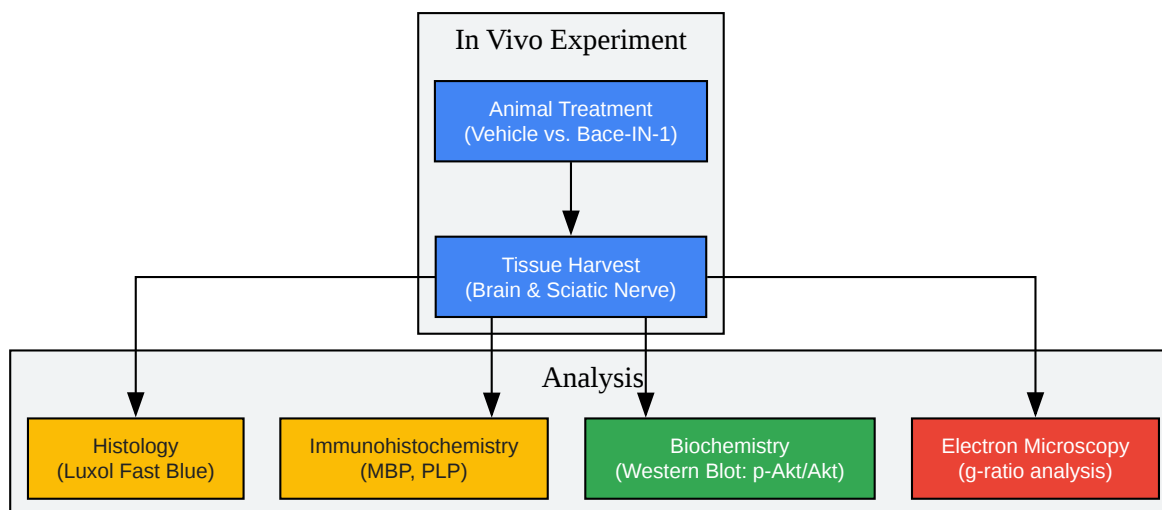 In Vivo Experiment
Animal Treatment
(Vehicle vs. Bace-IN-1)
Tissue Harvest
(Brain & Sciatic Nerve)
Analysis
Histology
(Luxol Fast Blue)
Immunohistochemistry
(MBP, PLP)
Biochemistry
(Western Blot: p-Akt/Akt)
Electron Microscopy
(g-ratio analysis)